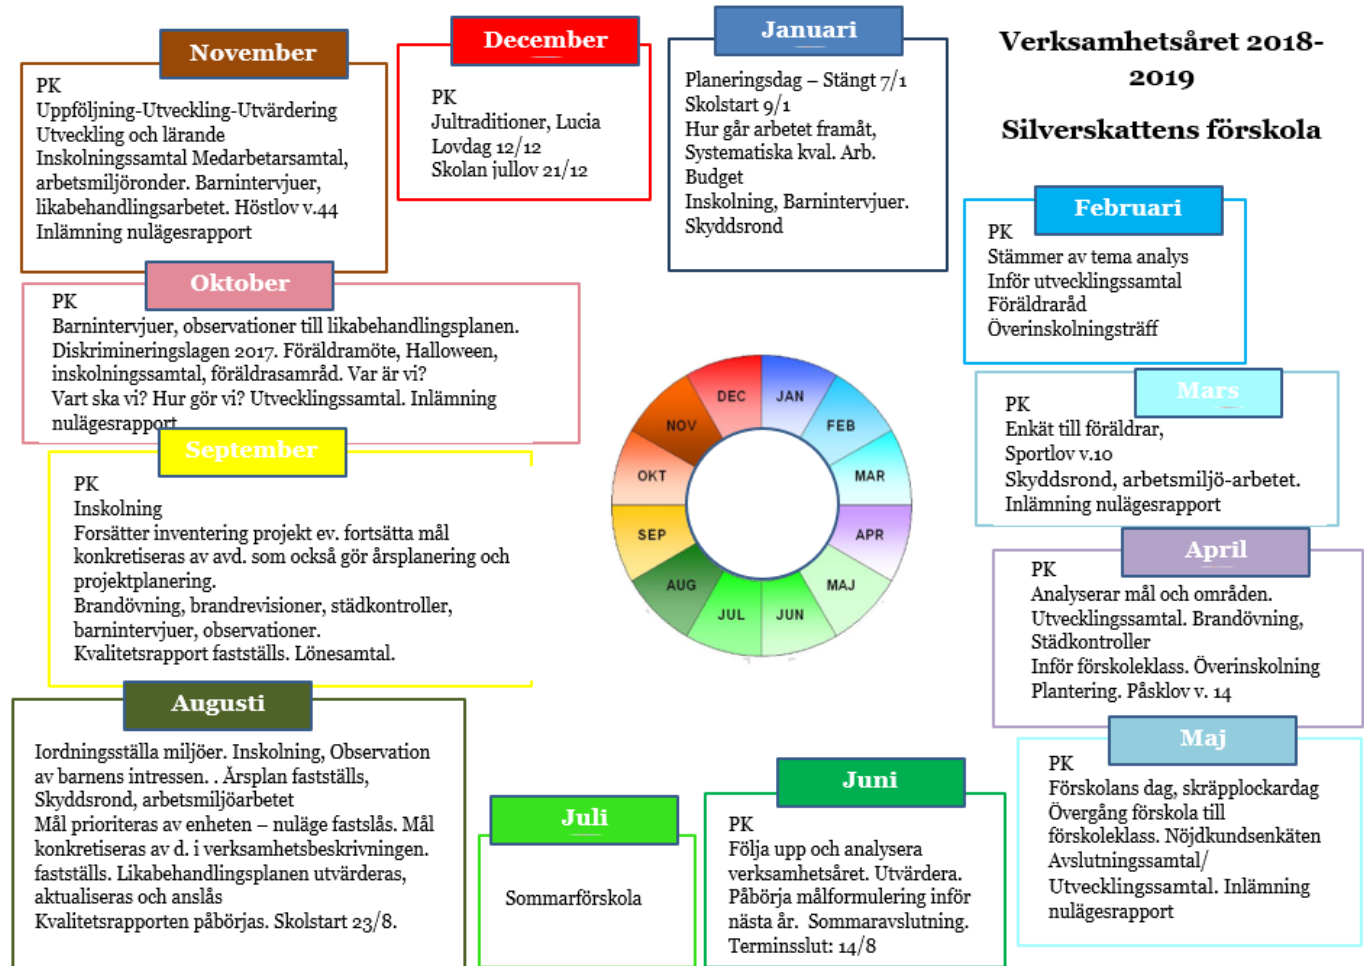 Verksamhetsåret 2018-
2019
Silverskattens förskola
Januari
Planeringsdag – Stängt 7/1
Skolstart 9/1
Hur går arbetet framåt,
Systematiska kval. Arb.
Budget
Inskolning, Barnintervjuer.
Skyddsrond
Februari
PK
Stämmer av tema analys
Inför utvecklingssamtal
Föräldraråd
Överinskolningsträff
Mars
PK
Enkät till föräldrar,
Sportlov v.10
Skyddsrond, arbetsmiljö-arbetet.
Inlämning nulägesrapport
April
PK
Analyserar mål och områden.
Utvecklingssamtal. Brandövning,
Städkontroller
Inför förskoleklass. Överinskolning
Plantering. Påsklov v. 14
Maj
PK
Förskolans dag, skräpplockardag
Övergång förskola till
förskoleklass. Nöjdkundsenkäten
Avslutningssamtal/
Utvecklingssamtal. Inlämning
nulägesrapport
Juni
PK
Följa upp och analysera
verksamhetsåret. Utvärdera.
Påbörja målformulering inför
nästa år. Sommaravslutning.
Terminsslut: 14/8
Juli
Sommarförskola
Augusti
Iordningsställa miljöer. Inskolning, Observation
av barnens intressen. . Årsplan fastställs,
Skyddsrond, arbetsmiljöarbetet
Mål prioriteras av enheten – nuläge fastslås. Mål
konkretiseras av d. i verksamhetsbeskrivningen.
fastställs. Likabehandlingsplanen utvärderas,
aktualiseras och anslås
Kvalitetsrapporten påbörjas. Skolstart 23/8.
September
PK
Inskolning
Forsätter inventering projekt ev. fortsätta mål
konkretiseras av avd. som också gör årsplanering och
projektplanering.
Brandövning, brandrevisioner, städkontroller,
barnintervjuer, observationer.
Kvalitetsrapport fastställs. Lönesamtal.
Oktober
PK
Barnintervjuer, observationer till likabehandlingsplanen.
Diskrimineringslagen 2017. Föräldramöte, Halloween,
inskolningssamtal, föräldrasamråd. Var är vi?
Vart ska vi? Hur gör vi? Utvecklingssamtal. Inlämning
nulägesrapport
November
PK
Uppföljning-Utveckling-Utvärdering
Utveckling och lärande
Inskolningssamtal Medarbetarsamtal,
arbetsmiljöronder. Barnintervjuer,
likabehandlingsarbetet. Höstlov v.44
Inlämning nulägesrapport
December
PK
Jultraditioner, Lucia
Lovdag 12/12
Skolan jullov 21/12
JAN
FEB
MAR
APR
MAJ
JUN
JUL
AUG
SEP
OKT
NOV
DEC